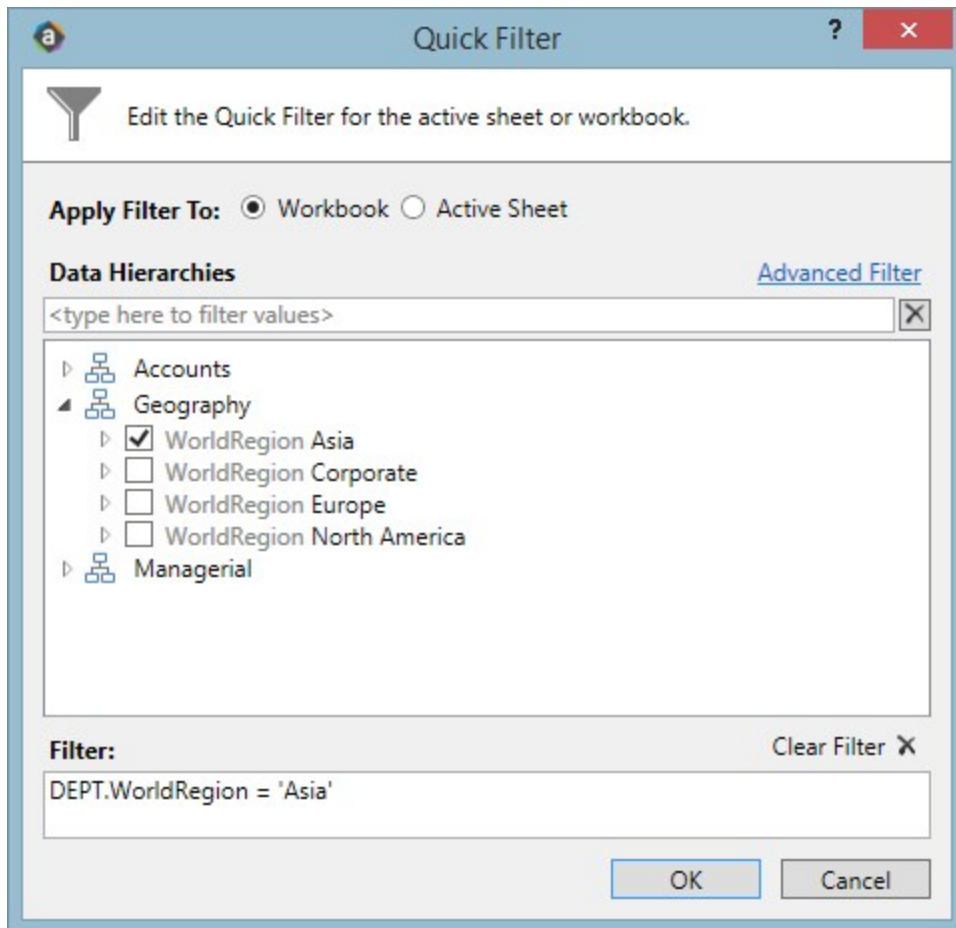 a
Quick Filter
?
Edit the Quick Filter for the active sheet or workbook.
Apply Filter To: Workbook Active Sheet
Data Hierarchies Advanced Filter
<type here to filter values>
Accounts
Geography
WorldRegion Asia
WorldRegion Corporate
WorldRegion Europe
WorldRegion North America
Managerial
Filter: Clear Filter
DEPT.WorldRegion = 'Asia'
OK Cancel